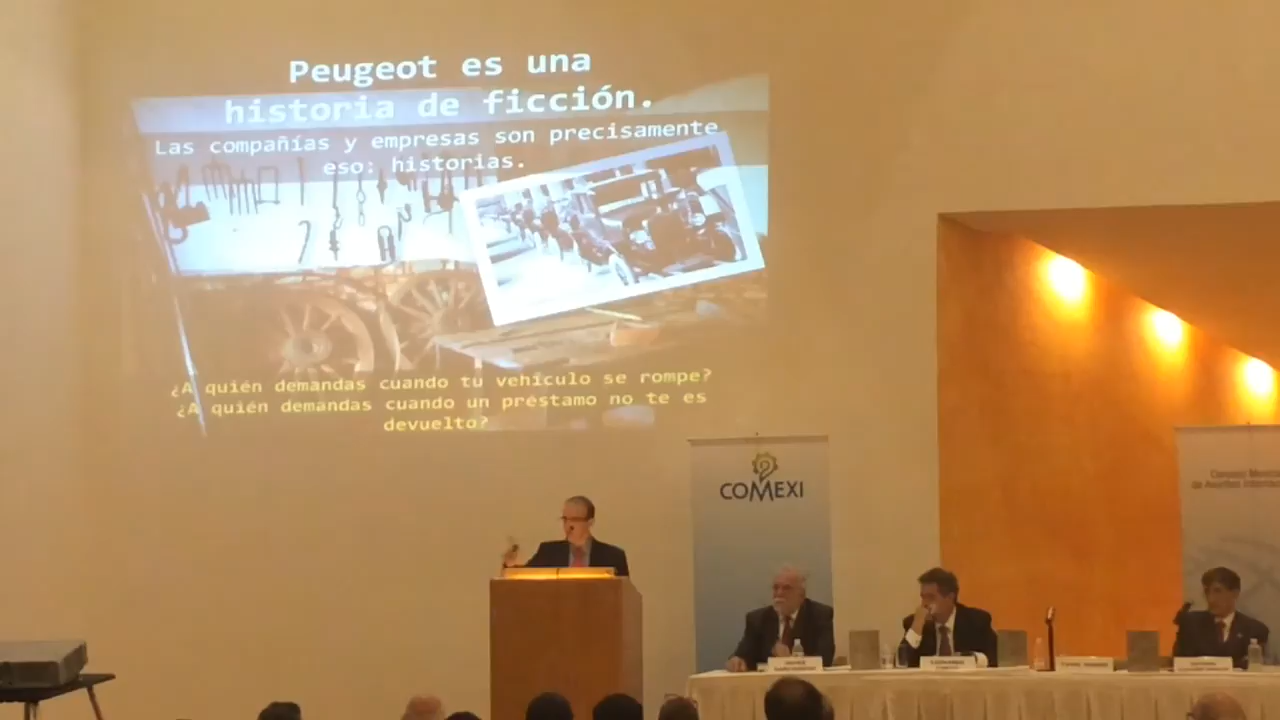 Peugeot es una
historia de ficción.
Las compañías y empresas son precisamente
eso: historias.
¿A quién demandas cuando tu vehículo se rompe?
¿A quién demandas cuando un préstamo no te es
devuelto?
COMEXI